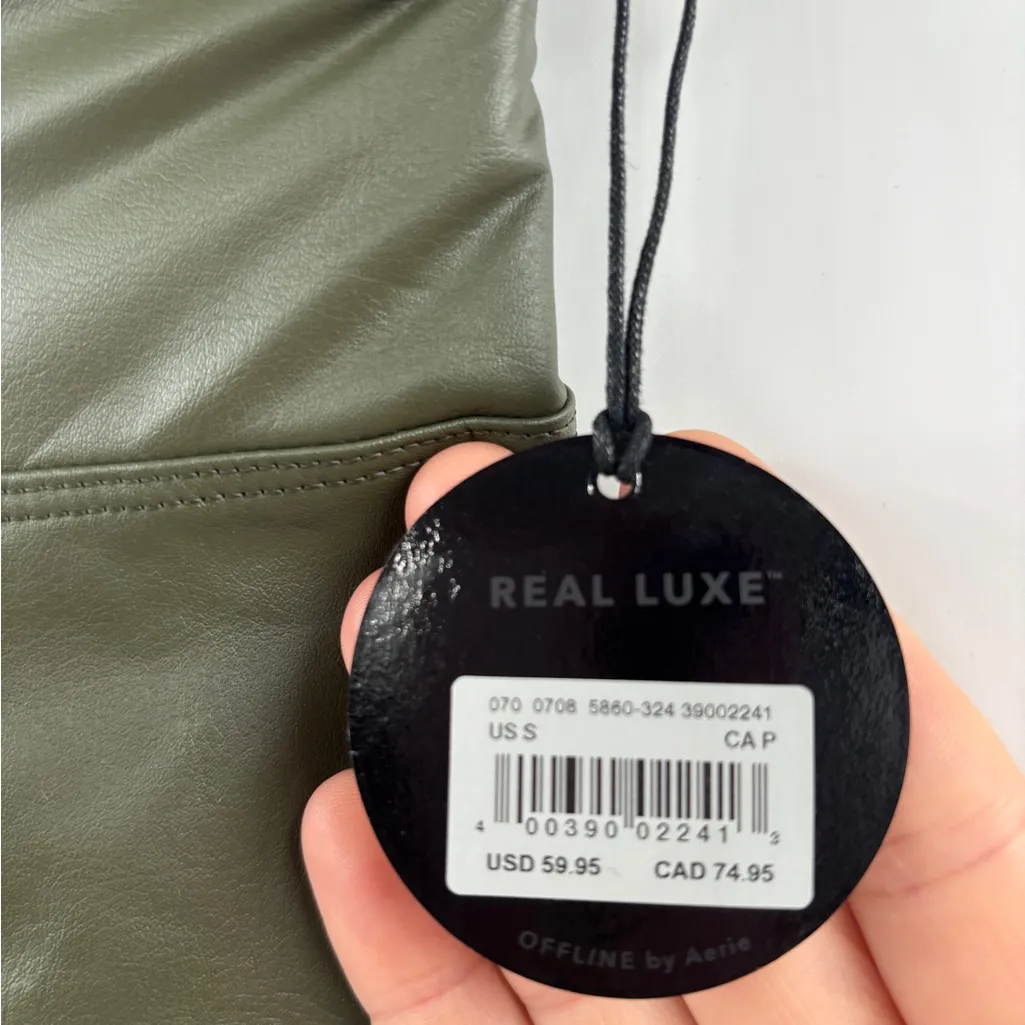 REAL LUXE™
070 0708 5860-324 39002241
US S CA P
4 00390 02241 3
USD 59.95 CAD 74.95
OFFLINE by Aerie